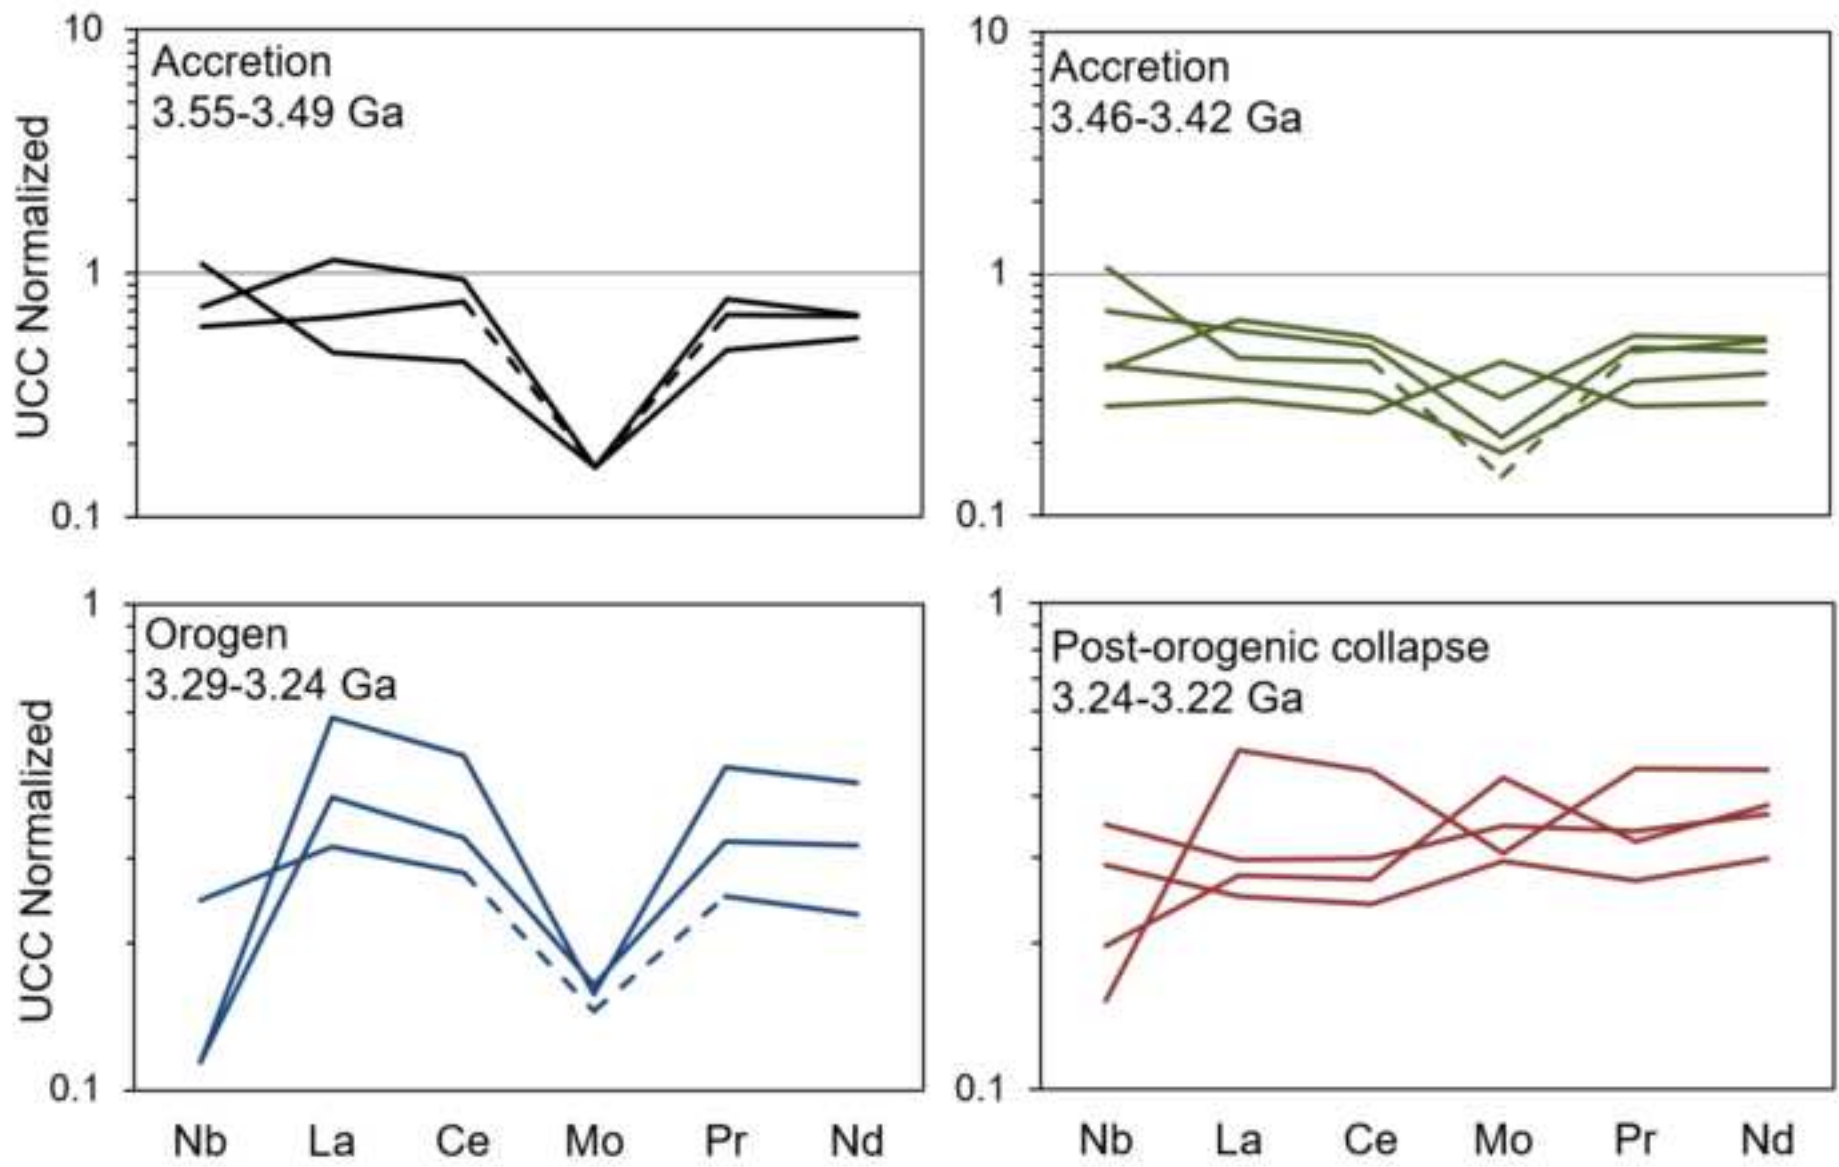 10
Accretion
3.55-3.49 Ga
1
0.1
UCC Normalized
10
Accretion
3.46-3.42 Ga
1
0.1
1
Orogen
3.29-3.24 Ga
0.1
UCC Normalized
Nb La Ce Mo Pr Nd
1
Post-orogenic collapse
3.24-3.22 Ga
0.1
Nb La Ce Mo Pr Nd